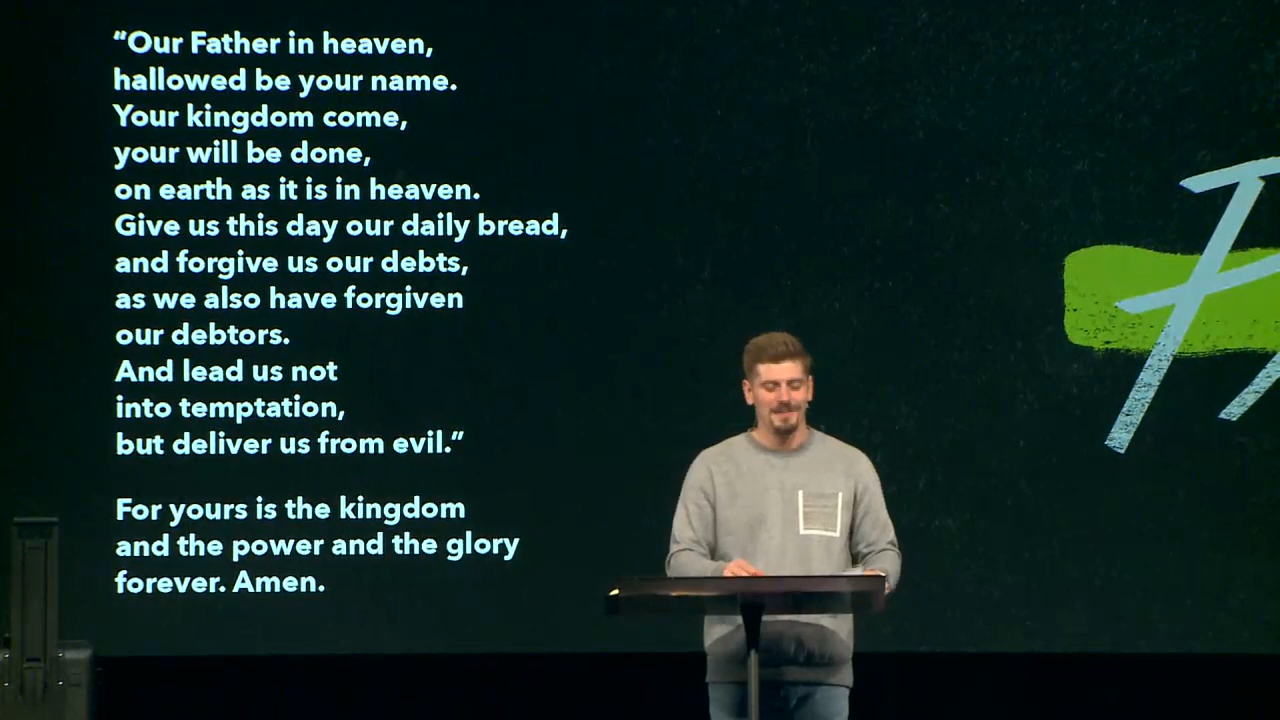 “Our Father in heaven,
hallowed be your name.
Your kingdom come,
your will be done,
on earth as it is in heaven.
Give us this day our daily bread,
and forgive us our debts,
as we also have forgiven
our debtors.
And lead us not
into temptation,
but deliver us from evil.”
For yours is the kingdom
and the power and the glory
forever. Amen.